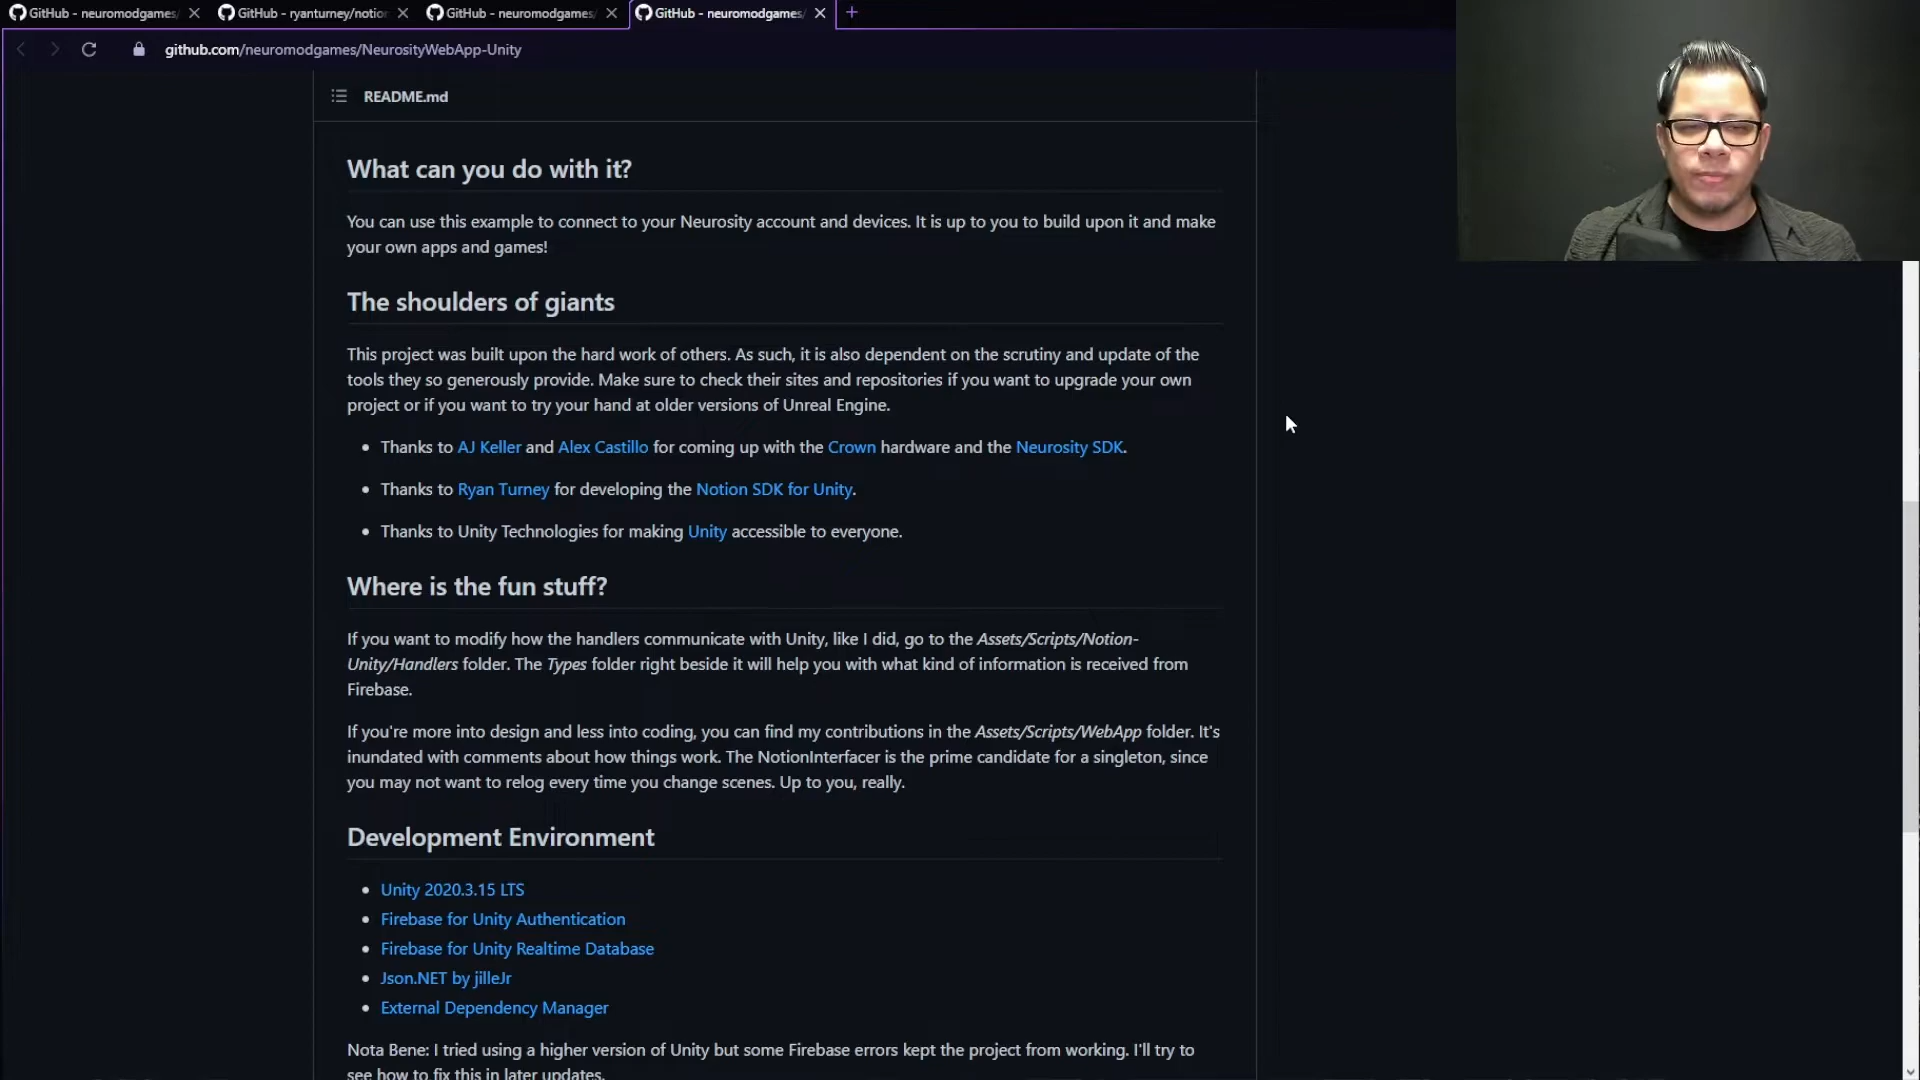 GitHub - neuromodgames/
GitHub - ryanturney/notio
GitHub - neuromodgames/
GitHub - neuromodgames/
github.com/neuromodgames/NeurosityWebApp-Unity
README.md
What can you do with it?
You can use this example to connect to your Neurosity account and devices. It is up to you to build upon it and make
your own apps and games!
The shoulders of giants
This project was built upon the hard work of others. As such, it is also dependent on the scrutiny and update of the
tools they so generously provide. Make sure to check their sites and repositories if you want to upgrade your own
project or if you want to try your hand at older versions of Unreal Engine.
• Thanks to AJ Keller and Alex Castillo for coming up with the Crown hardware and the Neurosity SDK.
• Thanks to Ryan Turney for developing the Notion SDK for Unity.
• Thanks to Unity Technologies for making Unity accessible to everyone.
Where is the fun stuff?
If you want to modify how the handlers communicate with Unity, like I did, go to the Assets/Scripts/Notion-
Unity/Handlers folder. The Types folder right beside it will help you with what kind of information is received from
Firebase.
If you're more into design and less into coding, you can find my contributions in the Assets/Scripts/WebApp folder. It's
inundated with comments about how things work. The NotionInterfacer is the prime candidate for a singleton, since
you may not want to relog every time you change scenes. Up to you, really.
Development Environment
• Unity 2020.3.15 LTS
• Firebase for Unity Authentication
• Firebase for Unity Realtime Database
• Json.NET by jilleJr
• External Dependency Manager
Nota Bene: I tried using a higher version of Unity but some Firebase errors kept the project from working. I'll try to
see how to fix this in later updates.